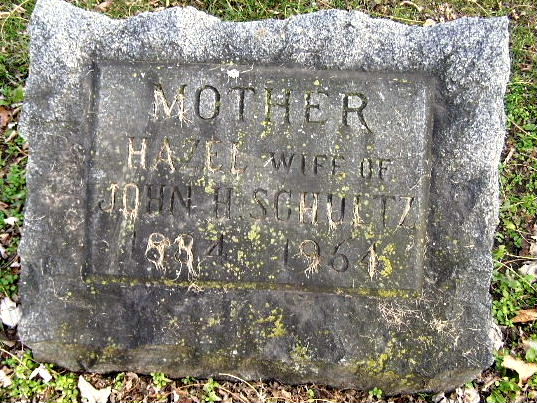 MOTHER
HAZEL WIFE OF
JOHN H. SCHULTZ
1884 1964